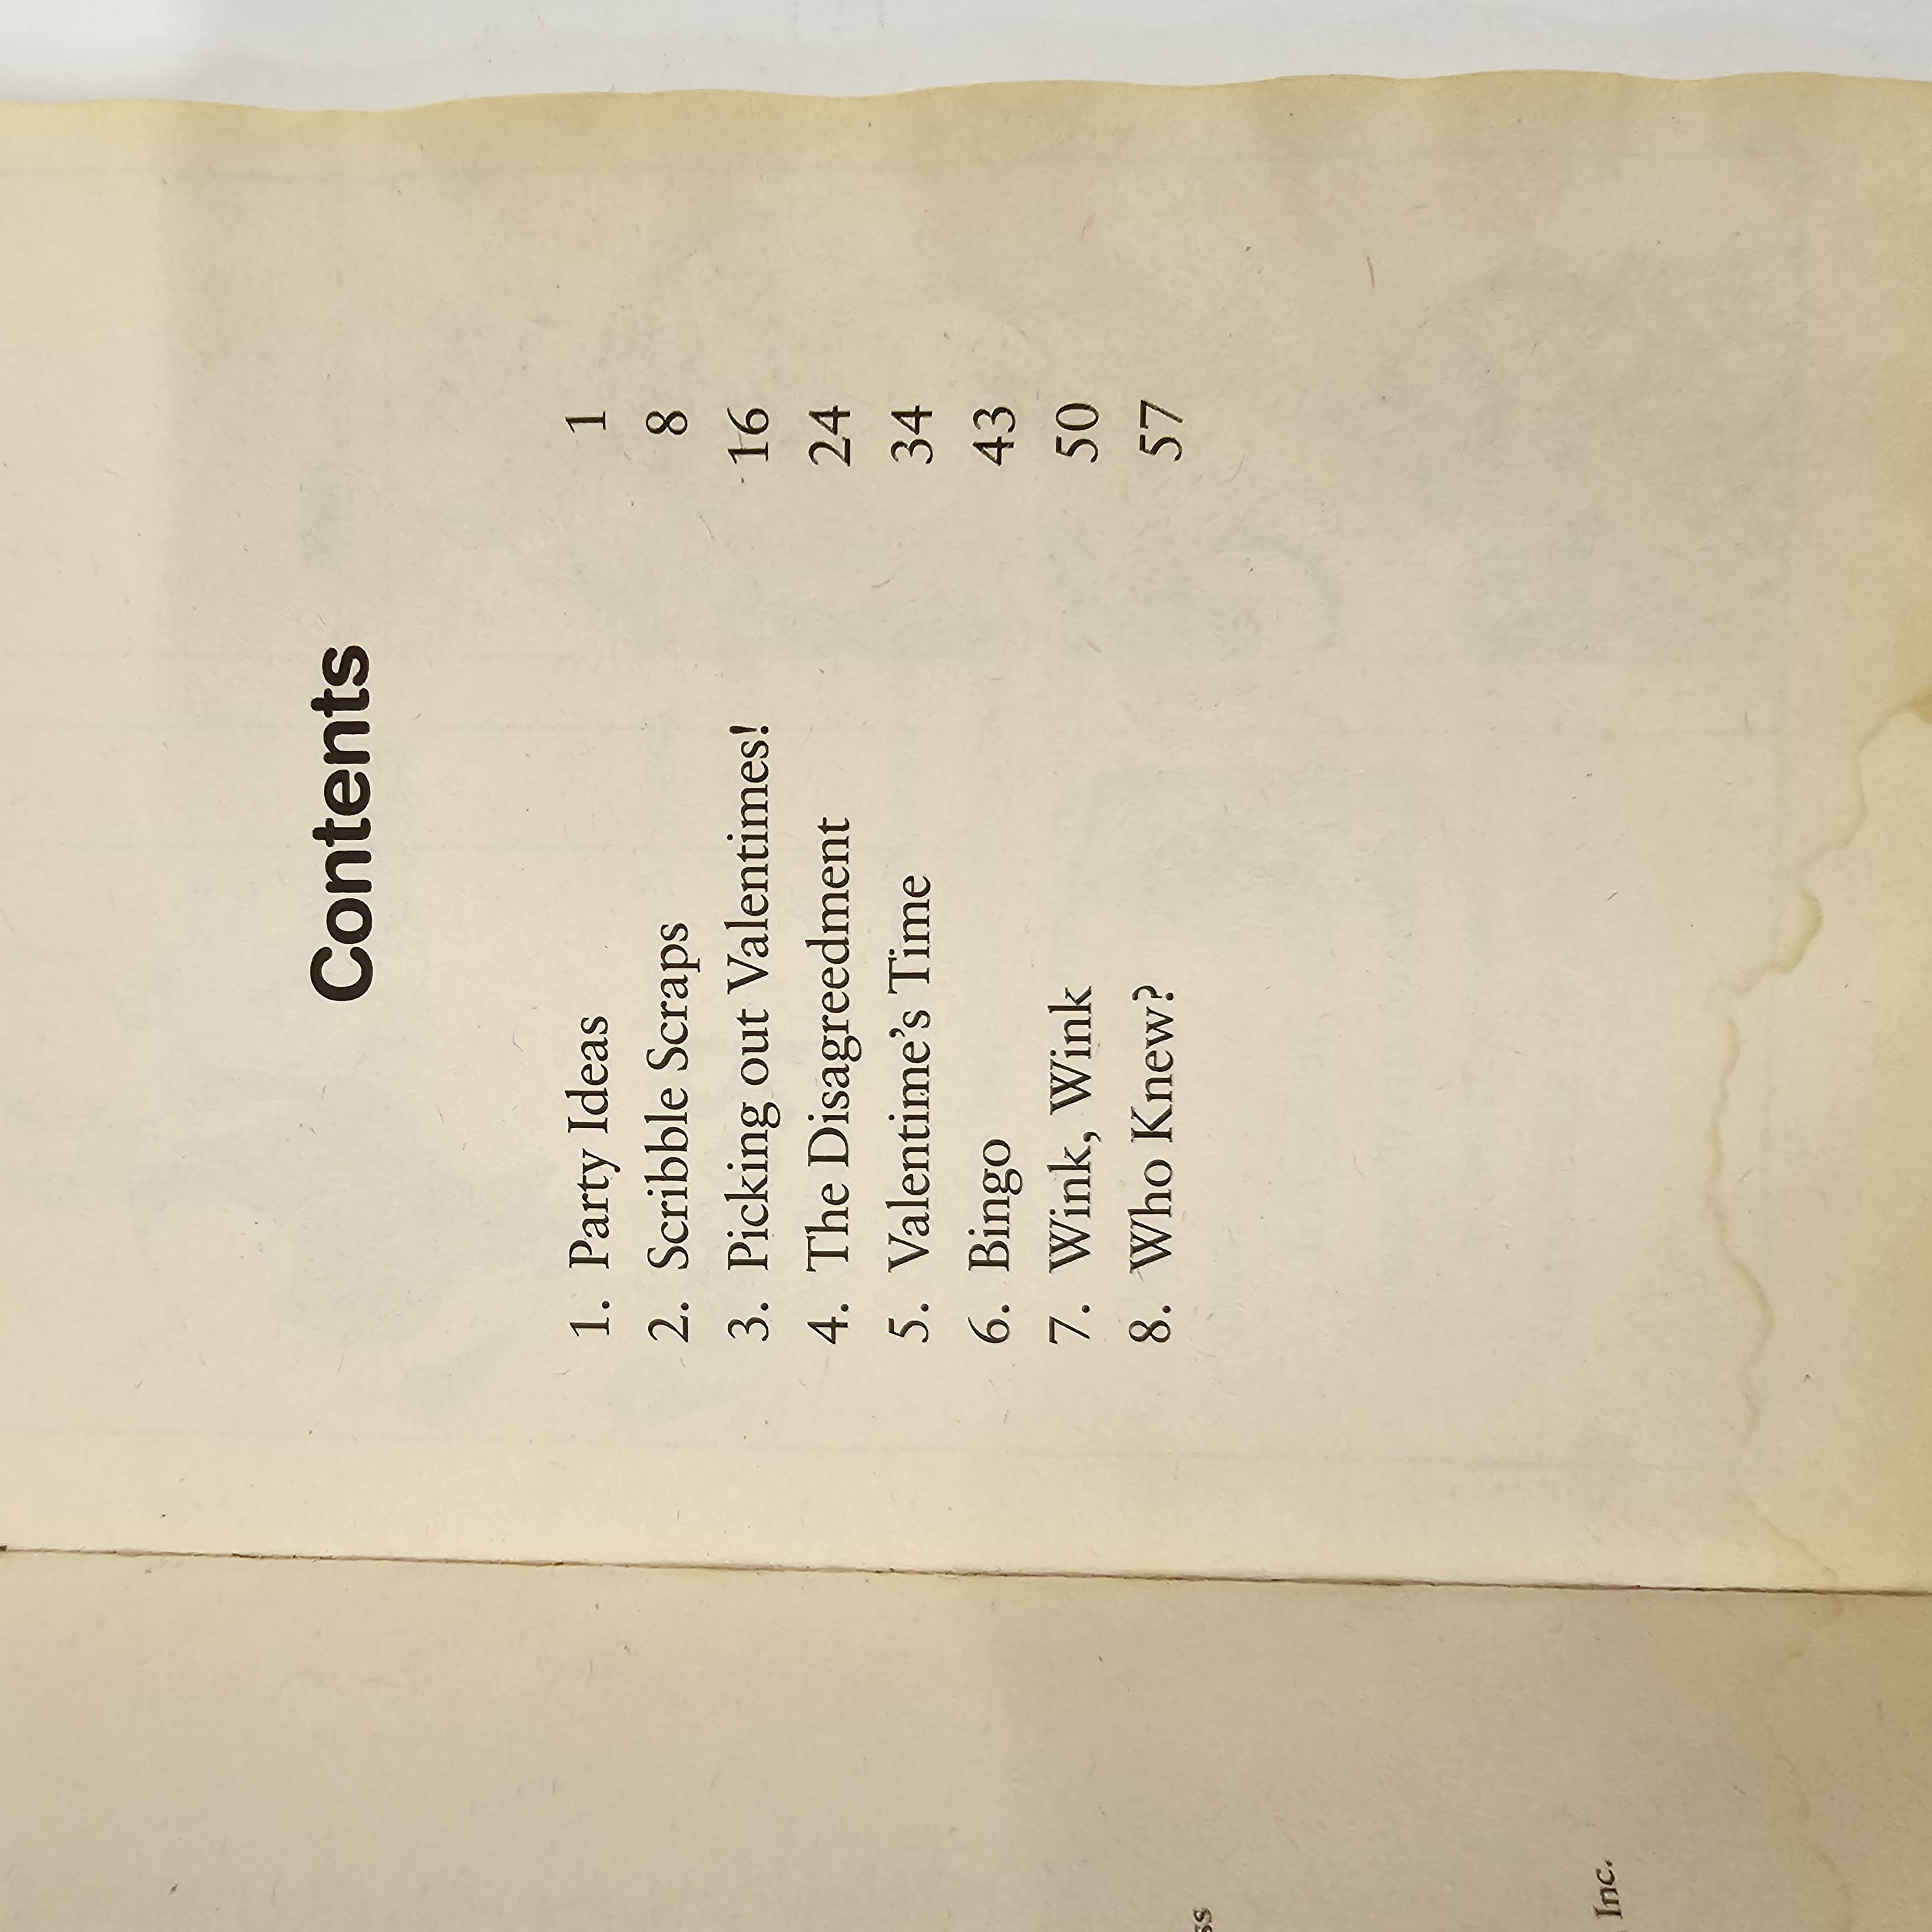 ss
Inc.
Contents
1. Party Ideas 1
2. Scribble Scraps 8
3. Picking out Valentimes! 16
4. The Disagreedment 24
5. Valentime's Time 34
6. Bingo 43
7. Wink, Wink 50
8. Who Knew? 57